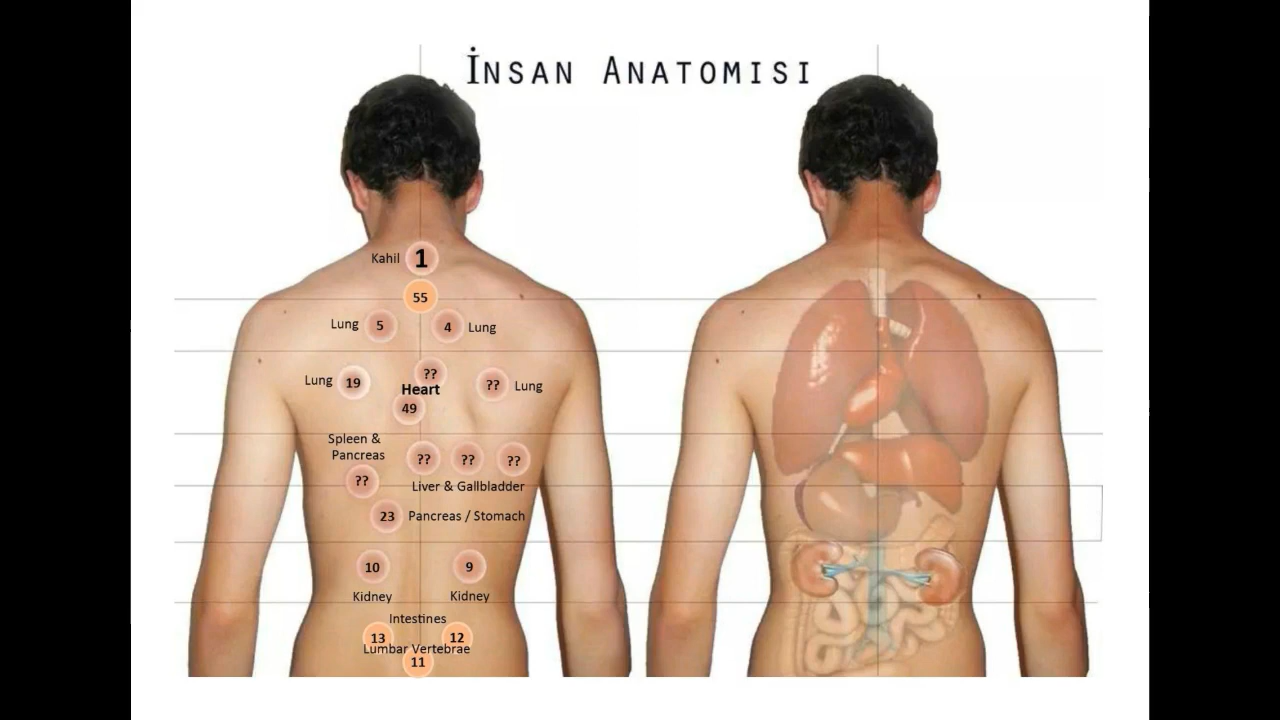 İNSAN ANATOMISI
Kahil 1
55
Lung 5 4 Lung
Lung 19 ?? ?? Lung
Heart
49
Spleen &
Pancreas
?? ?? ?? ??
Liver & Gallbladder
23 Pancreas / Stomach
10 9
Kidney Kidney
Intestines
13 12
Lumbar Vertebrae
11